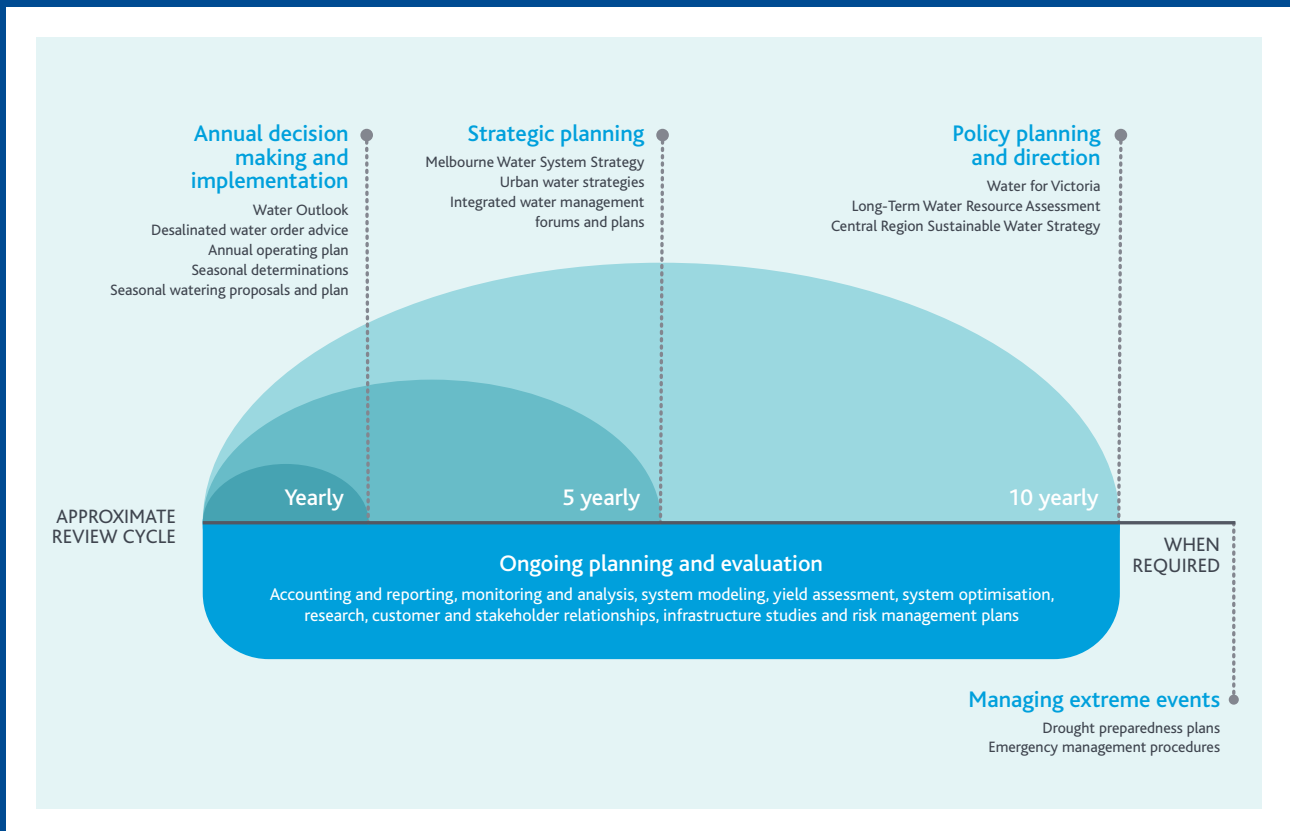 Annual decision
making and
implementation
Water Outlook
Desalinated water order advice
Annual operating plan
Seasonal determinations
Seasonal watering proposals and plan
Strategic planning
Melbourne Water System Strategy
Urban water strategies
Integrated water management
forums and plans
Policy planning
and direction
Water for Victoria
Long-Term Water Resource Assessment
Central Region Sustainable Water Strategy
Yearly
5 yearly
10 yearly
APPROXIMATE
REVIEW CYCLE
WHEN
REQUIRED
Ongoing planning and evaluation
Accounting and reporting, monitoring and analysis, system modeling, yield assessment, system optimisation,
research, customer and stakeholder relationships, infrastructure studies and risk management plans
Managing extreme events
Drought preparedness plans
Emergency management procedures